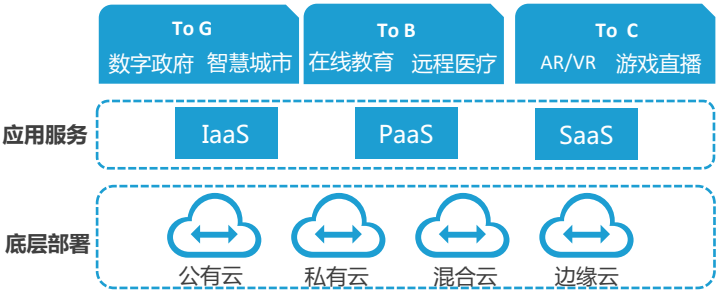 To G
To B
To C
数字政府 智慧城市
在线教育 远程医疗
AR/VR 游戏直播
应用服务
IaaS
PaaS
SaaS
底层部署
公有云
私有云
混合云
边缘云